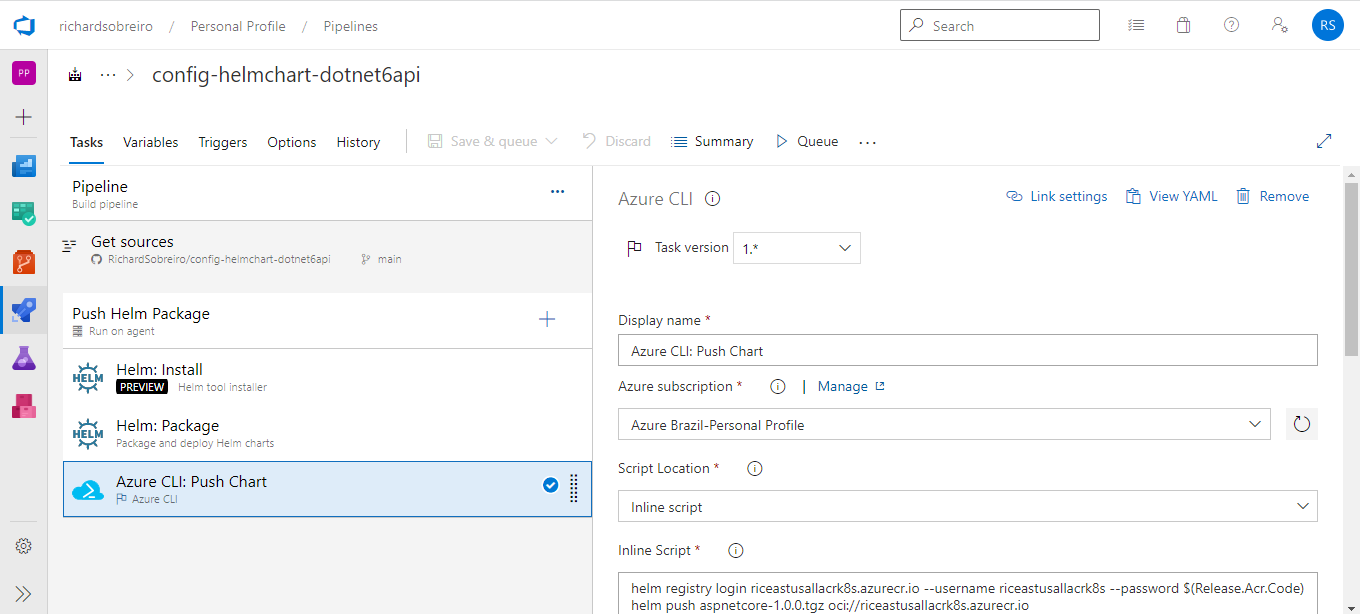 richardsobreiro / Personal Profile / Pipelines
Search
RS
PP
... > config-helmchart-dotnet6api
Tasks Variables Triggers Options History
Save & queue Discard Summary Queue ...
Pipeline
Build pipeline
Get sources
RichardSobreiro/config-helmchart-dotnet6api main
Push Helm Package
Run on agent
HELM Helm: Install
PREVIEW Helm tool installer
HELM Helm: Package
Package and deploy Helm charts
Azure CLI: Push Chart
Azure CLI
Azure CLI
Link settings View YAML Remove
Task version 1.*
Display name *
Azure CLI: Push Chart
Azure subscription * | Manage
Azure Brazil-Personal Profile
Script Location *
Inline script
Inline Script *
helm registry login riceastusallacrk8s.azurecr.io --username riceastusallacrk8s --password $(Release.Acr.Code)
helm push aspnetcore-1.0.0.tgz oci://riceastusallacrk8s.azurecr.io